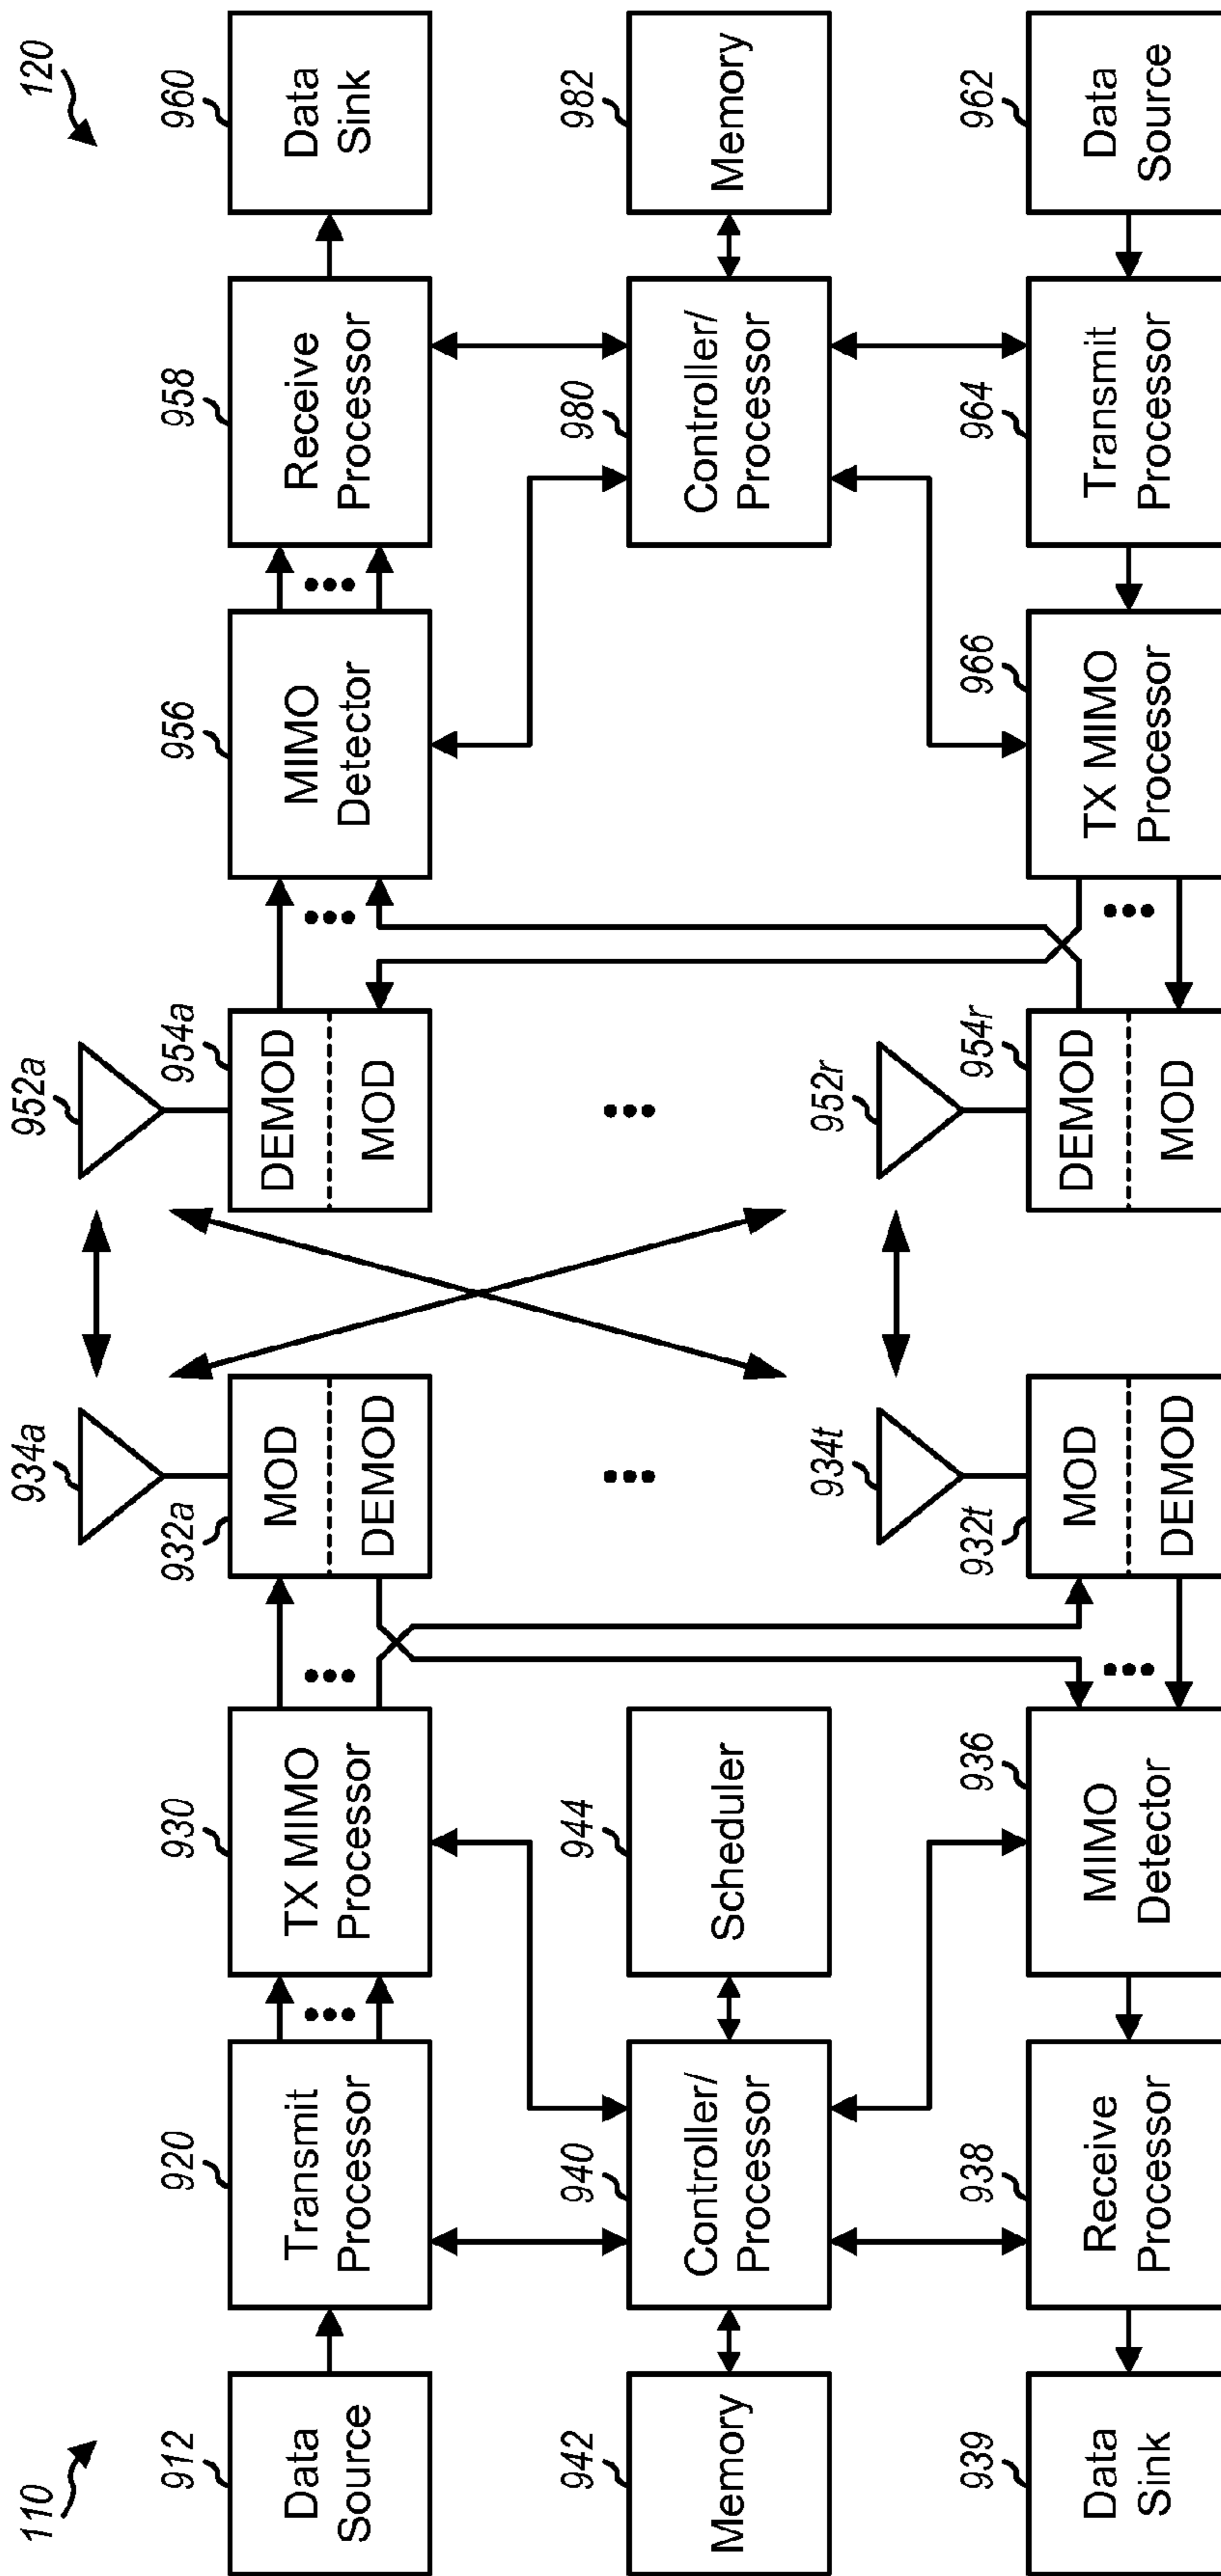 110
120
912
Data
Source
920
Transmit
Processor
930
TX MIMO
Processor
932a
934a
MOD
DEMOD
952a
954a
DEMOD
MOD
956
MIMO
Detector
958
Receive
Processor
960
Data
Sink
942
Memory
940
Controller/
Processor
944
Scheduler
980
Controller/
Processor
982
Memory
939
Data
Sink
938
Receive
Processor
936
MIMO
Detector
932t
934t
MOD
DEMOD
952r
954r
DEMOD
MOD
966
TX MIMO
Processor
964
Transmit
Processor
962
Data
Source